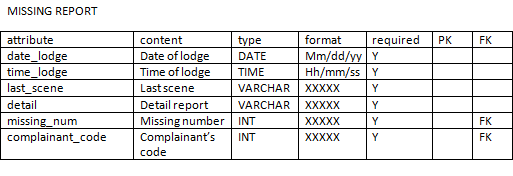 MISSING REPORT
attribute content type format required PK FK
date_lodge Date of lodge DATE Mm/dd/yy Y
time_lodge Time of lodge TIME Hh/mm/ss Y
last_scene Last scene VARCHAR XXXXX Y
detail Detail report VARCHAR XXXXX Y
missing_num Missing number INT XXXXX Y FK
complainant_code Complainant's code INT XXXXX Y FK